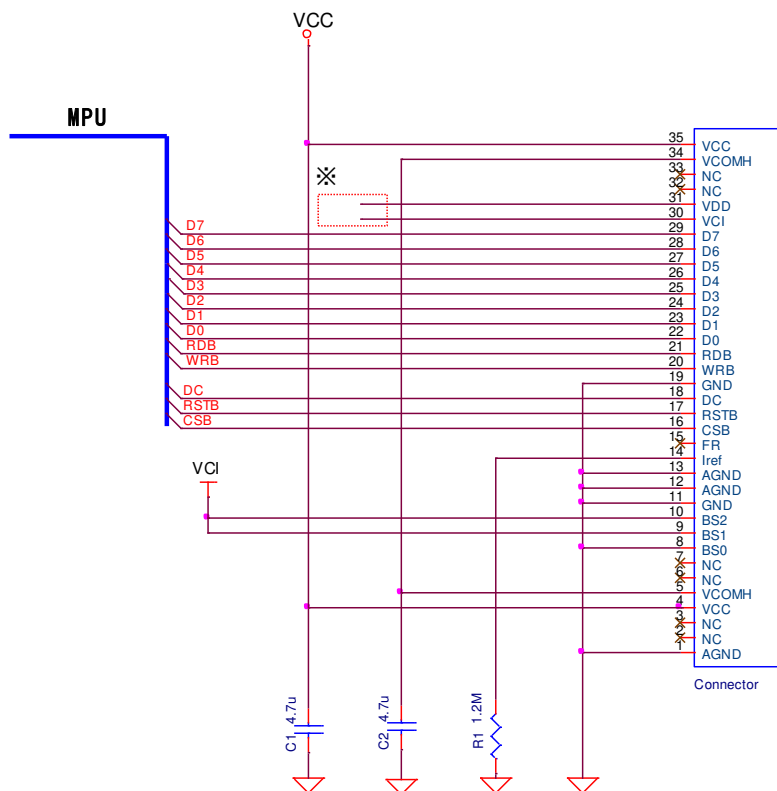 VCC
MPU
※
35 VCC
34 VCOMH
33 NC
32 NC
31 VDD
30 VCI
D7 29 D7
D6 28 D6
D5 27 D5
D4 26 D4
D3 25 D3
D2 24 D2
D1 23 D1
D0 22 D0
RDB 21 RDB
WRB 20 WRB
19 GND
DC 18 DC
RSTB 17 RSTB
CSB 16 CSB
15 FR
14 Iref
VCI
13 AGND
12 AGND
11 GND
10 BS2
9 BS1
8 BS0
7 NC
6 NC
5 VCOMH
4 VCC
3 NC
2 NC
1 AGND
Connector
C1 4.7u
C2 4.7u
R1 1.2M